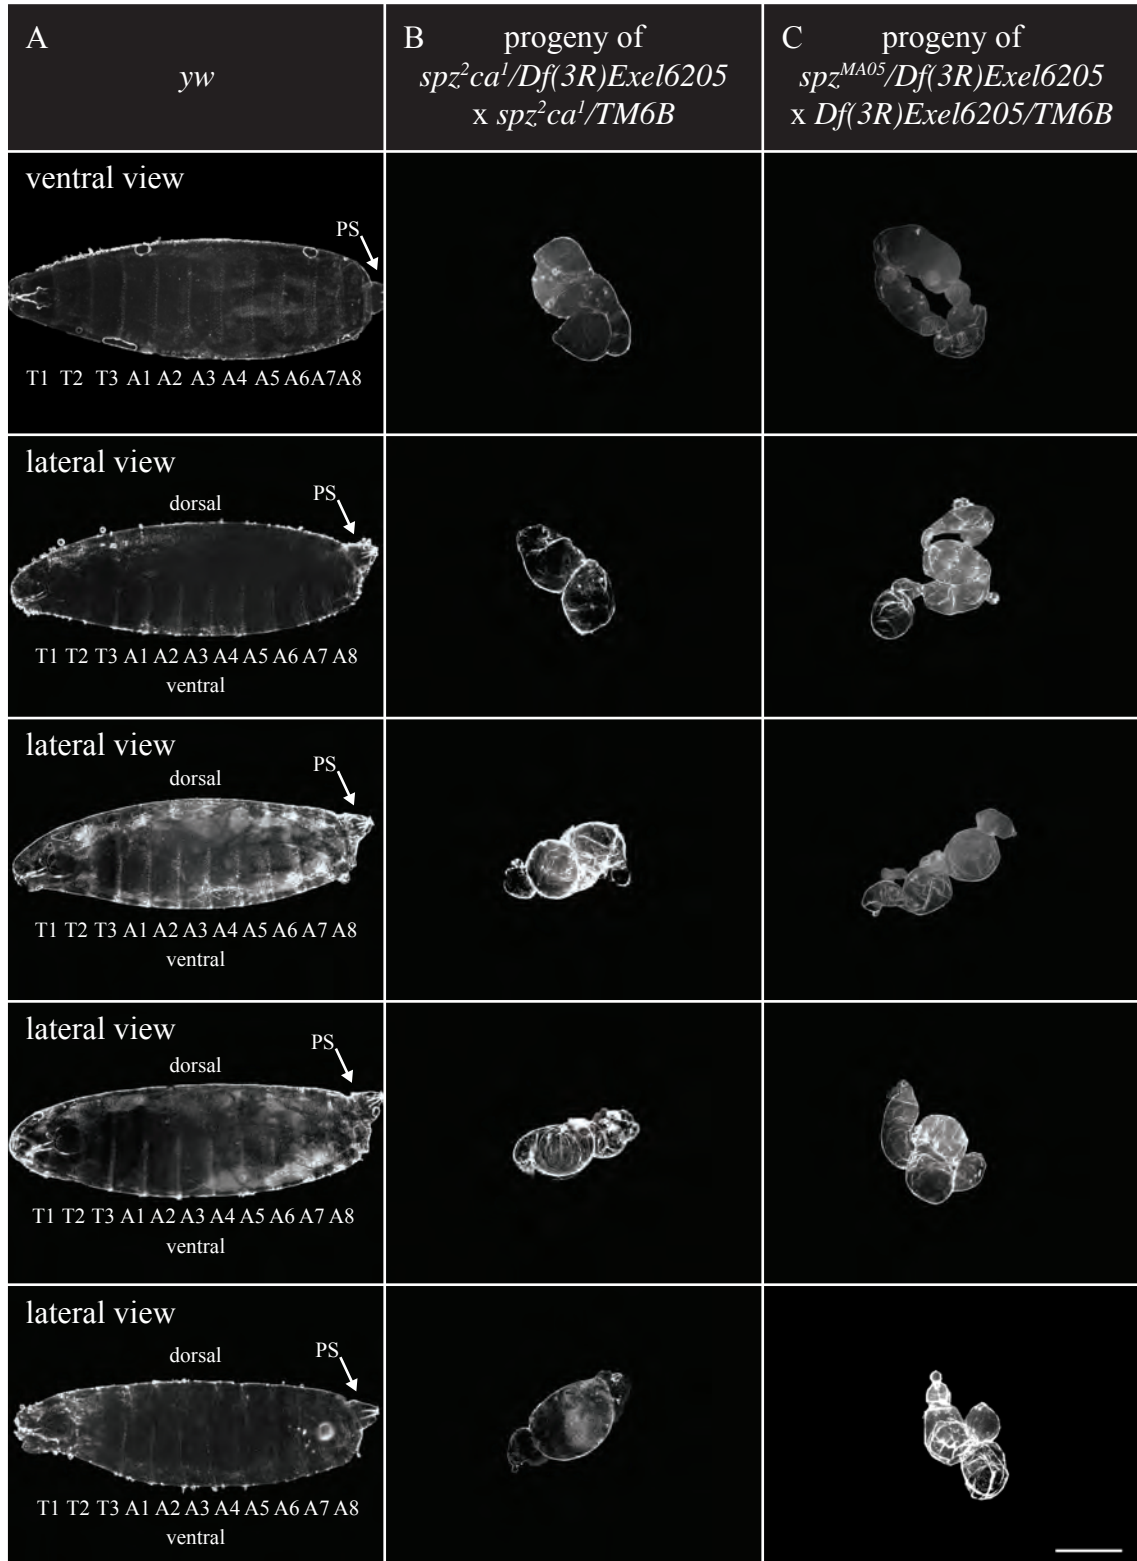 A
yw
B progeny of
spz²ca¹/Df(3R)Exel6205
x spz²ca¹/TM6B
C progeny of
spz^MA05/Df(3R)Exel6205
x Df(3R)Exel6205/TM6B
ventral view
PS
T1 T2 T3 A1 A2 A3 A4 A5 A6 A7 A8
lateral view
dorsal
PS
T1 T2 T3 A1 A2 A3 A4 A5 A6 A7 A8
ventral
lateral view
dorsal
PS
T1 T2 T3 A1 A2 A3 A4 A5 A6 A7 A8
ventral
lateral view
dorsal
PS
T1 T2 T3 A1 A2 A3 A4 A5 A6 A7 A8
ventral
lateral view
dorsal
PS
T1 T2 T3 A1 A2 A3 A4 A5 A6 A7 A8
ventral